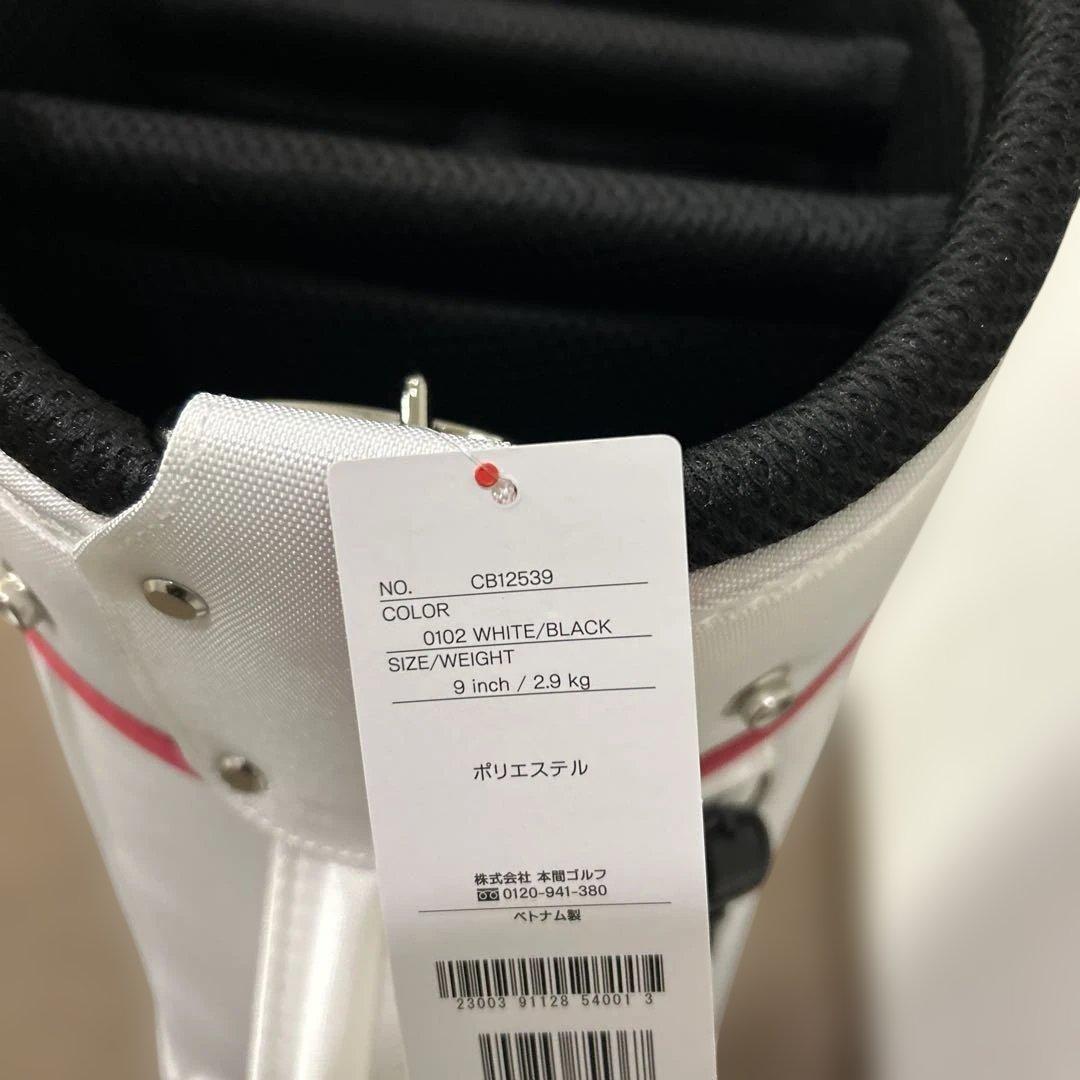 NO. CB12539
COLOR
0102 WHITE/BLACK
SIZE/WEIGHT
9 inch / 2.9 kg
ポリエステル
株式会社 本間ゴルフ
0120-941-380
ベトナム製
23003 91128 54001 3